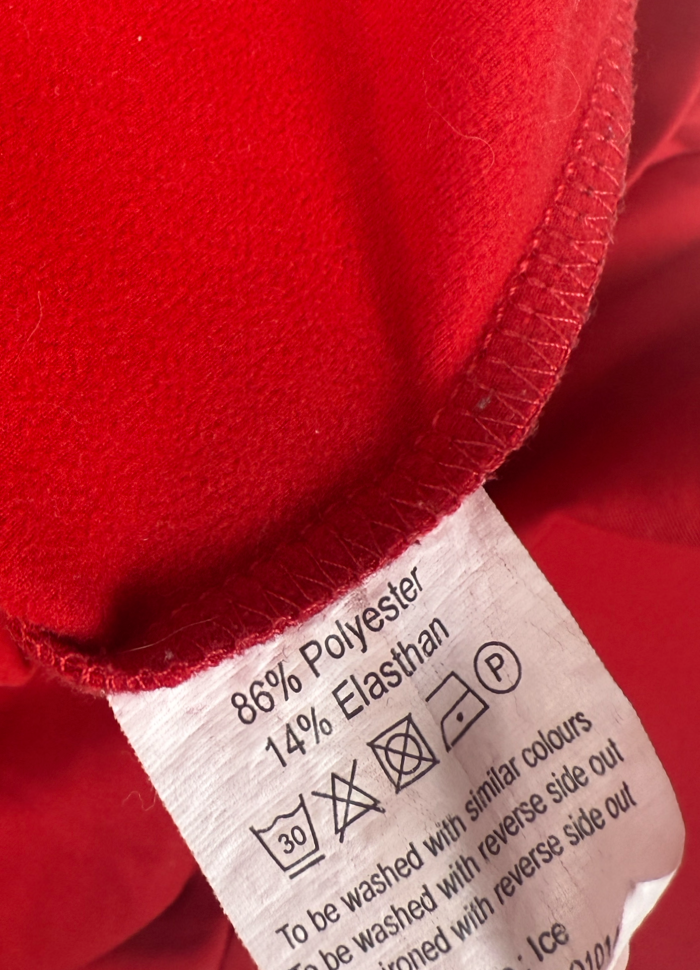 86% Polyester
14% Elasthan
30 P
To be washed with similar colours
To be washed with reverse side out
ironed with reverse side out
: Ice